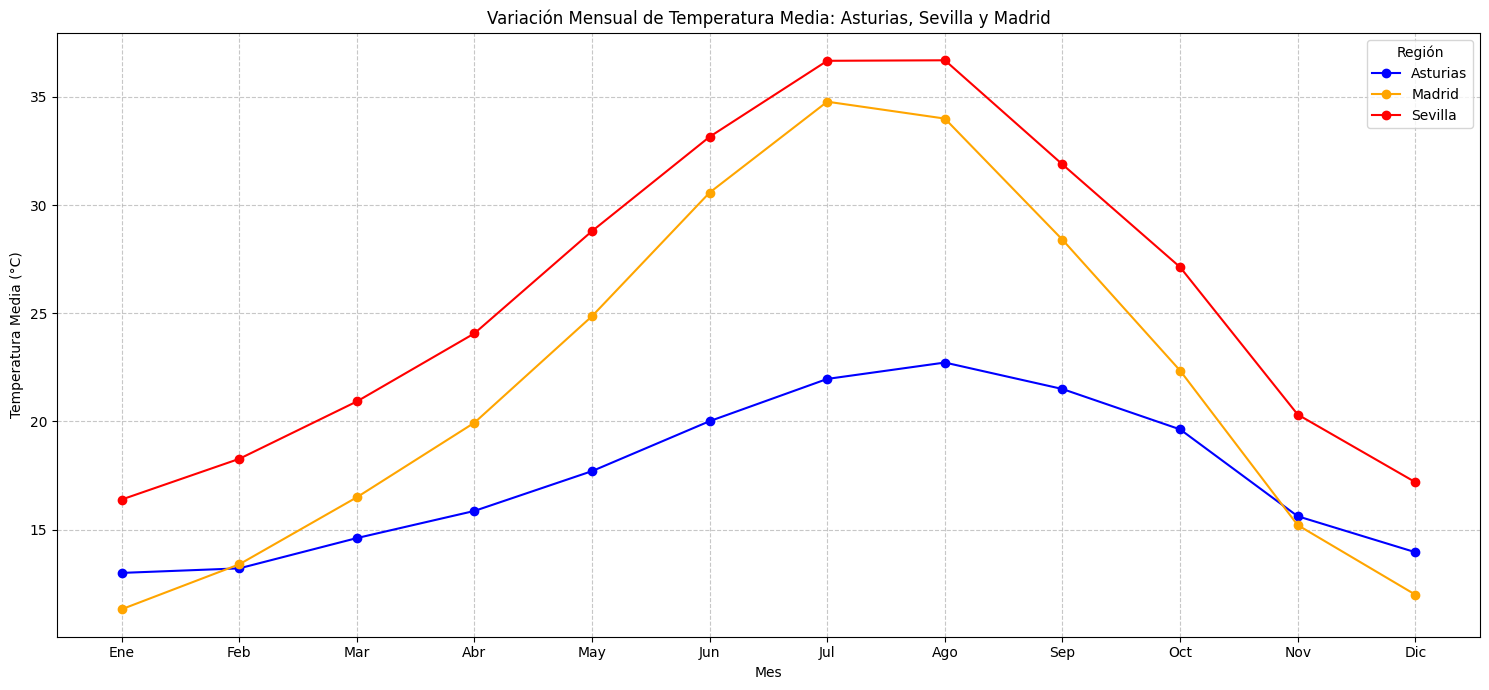 Variación Mensual de Temperatura Media: Asturias, Sevilla y Madrid
Región
Asturias
Madrid
Sevilla
Temperatura Media (°C)
35
30
25
20
15
Ene Feb Mar Abr May Jun Jul Ago Sep Oct Nov Dic
Mes